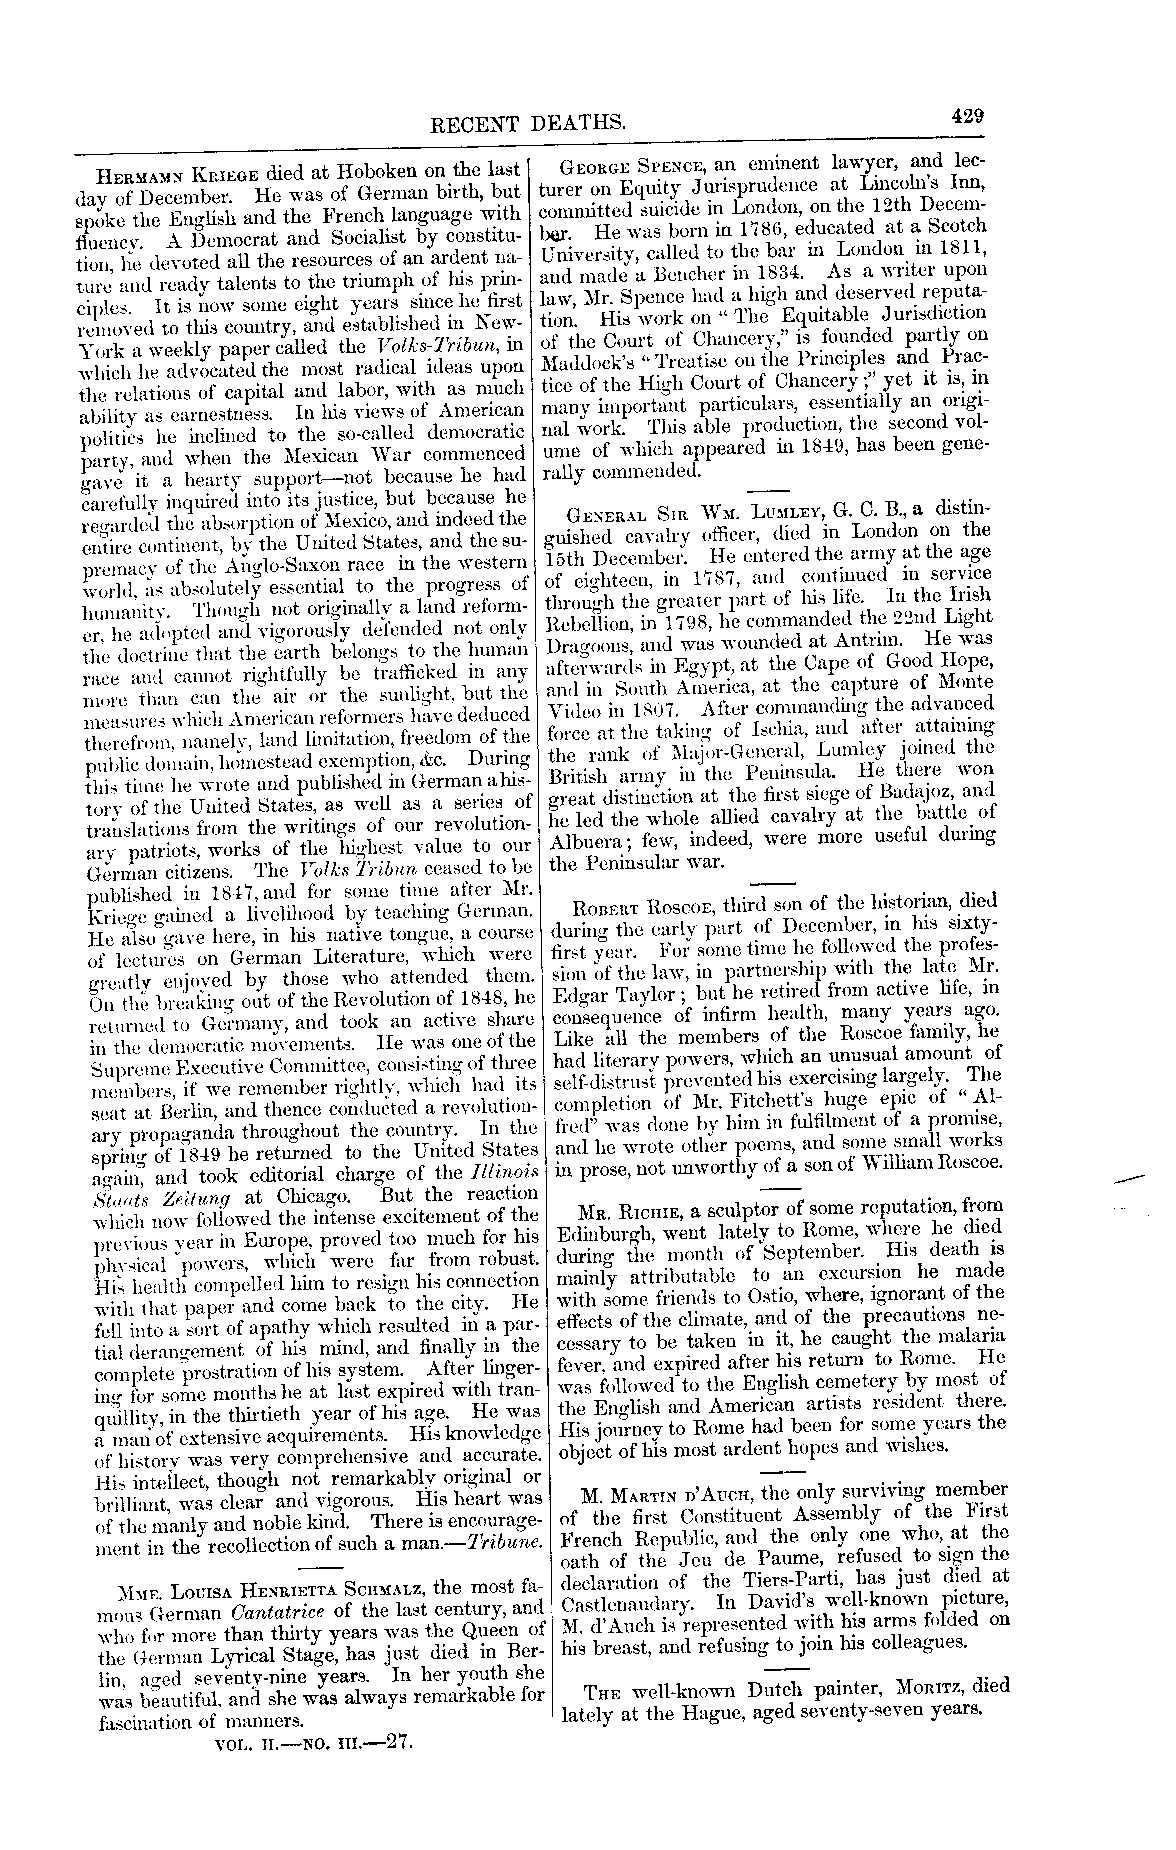 RECENT DEATHS.
429
HERMAMN KRIEGE died at Hoboken on the last
day of December. He was of German birth, but
spoke the English and the French language with
fluency. A Democrat and Socialist by constitu-
tion, he devoted all the resources of an ardent na-
ture and ready talents to the triumph of his prin-
ciples. It is now some eight years since he first
removed to this country, and established in New-
York a weekly paper called the Volks-Tribun, in
which he advocated the most radical ideas upon
the relations of capital and labor, with as much
ability as earnestness. In his views of American
politics he inclined to the so-called democratic
party, and when the Mexican War commenced
gave it a hearty support—not because he had
carefully inquired into its justice, but because he
regarded the absorption of Mexico, and indeed the
entire continent, by the United States, and the su-
premacy of the Anglo-Saxon race in the western
world, as absolutely essential to the progress of
humanity. Though not originally a land reform-
er, he adopted and vigorously defended not only
the doctrine that the earth belongs to the human
race and cannot rightfully be trafficked in any
more than can the air or the sunlight, but the
measures which American reformers have deduced
therefrom, namely, land limitation, freedom of the
public domain, homestead exemption, &c. During
this time he wrote and published in German a his-
tory of the United States, as well as a series of
translations from the writings of our revolution-
ary patriots, works of the highest value to our
German citizens. The Volks Tribun ceased to be
published in 1847, and for some time after Mr.
Kriege gained a livelihood by teaching German.
He also gave here, in his native tongue, a course
of lectures on German Literature, which were
greatly enjoyed by those who attended them.
On the breaking out of the Revolution of 1848, he
returned to Germany, and took an active share
in the democratic movements. He was one of the
Supreme Executive Committee, consisting of three
members, if we remember rightly, which had its
seat at Berlin, and thence conducted a revolution-
ary propaganda throughout the country. In the
spring of 1849 he returned to the United States
again, and took editorial charge of the Illinois
Staats Zeitung at Chicago. But the reaction
which now followed the intense excitement of the
previous year in Europe, proved too much for his
physical powers, which were far from robust.
His health compelled him to resign his connection
with that paper and come back to the city. He
fell into a sort of apathy which resulted in a par-
tial derangement of his mind, and finally in the
complete prostration of his system. After linger-
ing for some months he at last expired with tran-
quillity, in the thirtieth year of his age. He was
a man of extensive acquirements. His knowledge
of history was very comprehensive and accurate.
His intellect, though not remarkably original or
brilliant, was clear and vigorous. His heart was
of the manly and noble kind. There is encourage-
ment in the recollection of such a man.—Tribune.
MME. LOUISA HENRIETTA SCHMALZ, the most fa-
mous German Cantatrice of the last century, and
who for more than thirty years was the Queen of
the German Lyrical Stage, has just died in Ber-
lin, aged seventy-nine years. In her youth she
was beautiful, and she was always remarkable for
fascination of manners.
VOL. II.—NO. III.—27.
GEORGE SPENCE, an eminent lawyer, and lec-
turer on Equity Jurisprudence at Lincoln's Inn,
committed suicide in London, on the 12th Decem-
ber. He was born in 1786, educated at a Scotch
University, called to the bar in London in 1811,
and made a Bencher in 1834. As a writer upon
law, Mr. Spence had a high and deserved reputa-
tion. His work on "The Equitable Jurisdiction
of the Court of Chancery," is founded partly on
Maddock's "Treatise on the Principles and Prac-
tice of the High Court of Chancery;" yet it is, in
many important particulars, essentially an origi-
nal work. This able production, the second vol-
ume of which appeared in 1849, has been gene-
rally commended.
GENERAL SIR WM. LUMLEY, G. C. B., a distin-
guished cavalry officer, died in London on the
15th December. He entered the army at the age
of eighteen, in 1787, and continued in service
through the greater part of his life. In the Irish
Rebellion, in 1798, he commanded the 22nd Light
Dragoons, and was wounded at Antrim. He was
afterwards in Egypt, at the Cape of Good Hope,
and in South America, at the capture of Monte
Video in 1807. After commanding the advanced
force at the taking of Ischia, and after attaining
the rank of Major-General, Lumley joined the
British army in the Peninsula. He there won
great distinction at the first siege of Badajoz, and
he led the whole allied cavalry at the battle of
Albuera; few, indeed, were more useful during
the Peninsular war.
ROBERT ROSCOE, third son of the historian, died
during the early part of December, in his sixty-
first year. For some time he followed the profes-
sion of the law, in partnership with the late Mr.
Edgar Taylor; but he retired from active life, in
consequence of infirm health, many years ago.
Like all the members of the Roscoe family, he
had literary powers, which an unusual amount of
self-distrust prevented his exercising largely. The
completion of Mr. Fitchett's huge epic of "Al-
fred" was done by him in fulfilment of a promise,
and he wrote other poems, and some small works
in prose, not unworthy of a son of William Roscoe.
MR. RICHIE, a sculptor of some reputation, from
Edinburgh, went lately to Rome, where he died
during the month of September. His death is
mainly attributable to an excursion he made
with some friends to Ostio, where, ignorant of the
effects of the climate, and of the precautions ne-
cessary to be taken in it, he caught the malaria
fever, and expired after his return to Rome. He
was followed to the English cemetery by most of
the English and American artists resident there.
His journey to Rome had been for some years the
object of his most ardent hopes and wishes.
M. MARTIN D'AUCH, the only surviving member
of the first Constituent Assembly of the First
French Republic, and the only one who, at the
oath of the Jeu de Paume, refused to sign the
declaration of the Tiers-Parti, has just died at
Castlenaudary. In David's well-known picture,
M. d'Auch is represented with his arms folded on
his breast, and refusing to join his colleagues.
THE well-known Dutch painter, MORITZ, died
lately at the Hague, aged seventy-seven years.